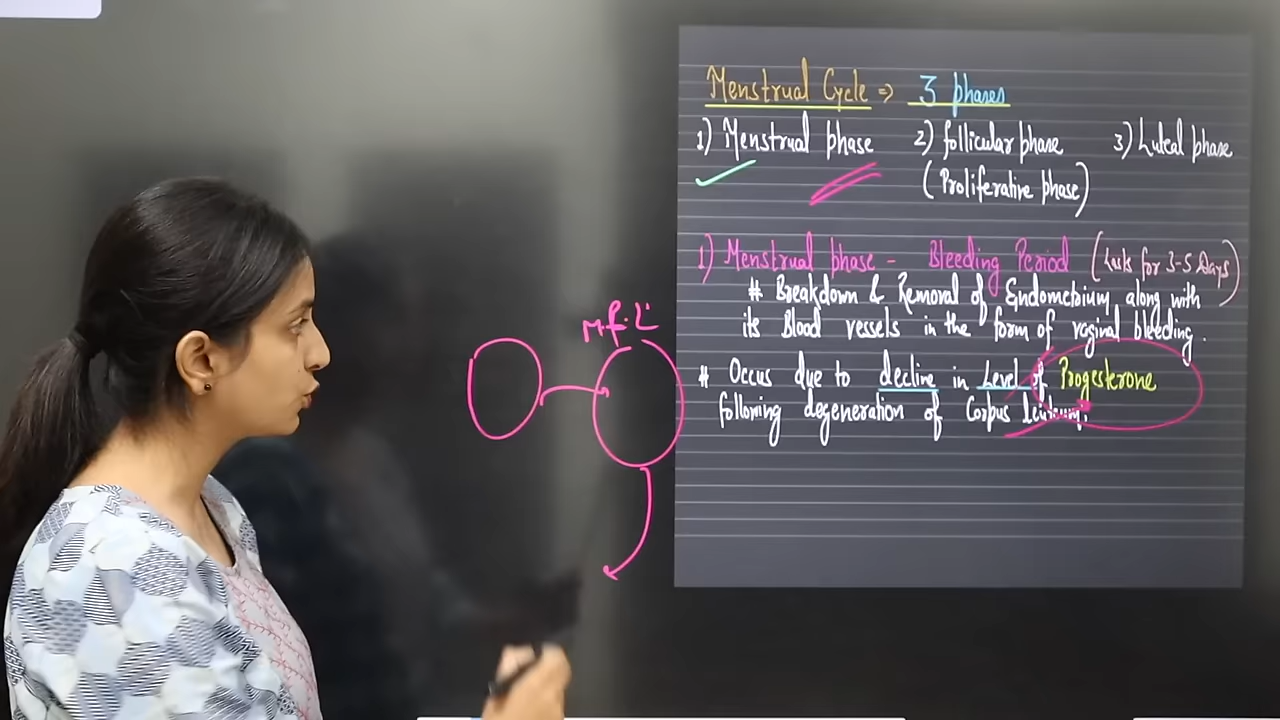 Menstrual Cycle => 3 phases
1) Menstrual phase 2) follicular phase 3) Luteal phase
(Proliferative phase)
1) Menstrual phase - Bleeding Period (Lasts for 3-5 Days)
# Breakdown & Removal of Endometrium along with
its Blood vessels in the form of vaginal bleeding.
# Occus due to decline in Level of Progesterone
following degeneration of Corpus leuteum.
M.f.L